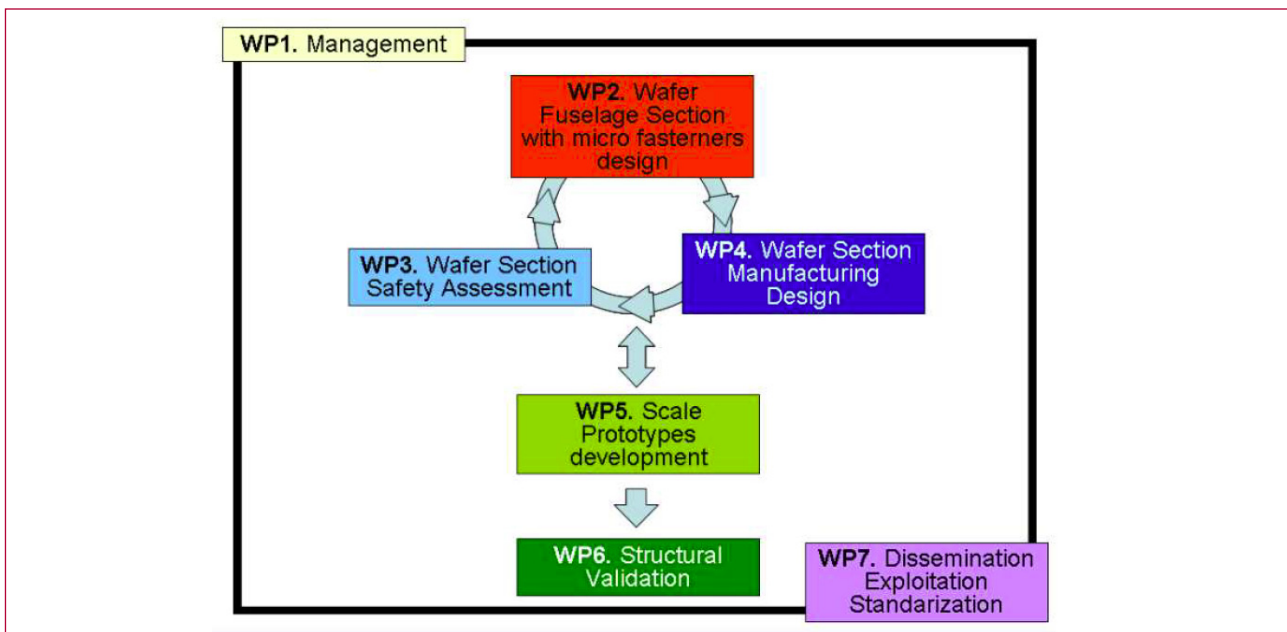 WP1. Management
WP2. Wafer
Fuselage Section
with micro fasterners
design
WP3. Wafer Section
Safety Assessment
WP4. Wafer Section
Manufacturing
Design
WP5. Scale
Prototypes
development
WP6. Structural
Validation
WP7. Dissemination
Exploitation
Standarization